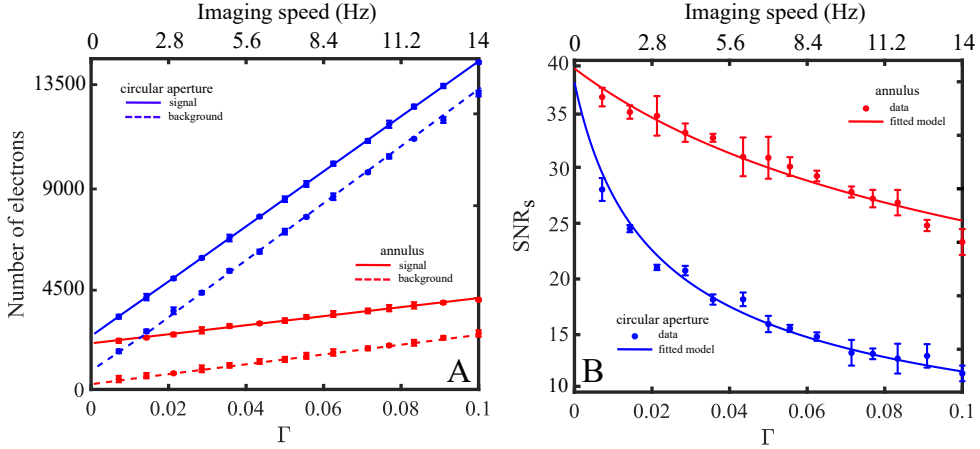 Imaging speed (Hz)
0 2.8 5.6 8.4 11.2 14
Number of electrons
13500
9000
4500
0
circular aperture
signal
background
annulus
signal
background
A
0 0.02 0.04 0.06 0.08 0.1
Γ
Imaging speed (Hz)
0 2.8 5.6 8.4 11.2 14
SNRs
40
35
30
25
20
15
10
annulus
data
fitted model
circular aperture
data
fitted model
B
0 0.02 0.04 0.06 0.08 0.1
Γ